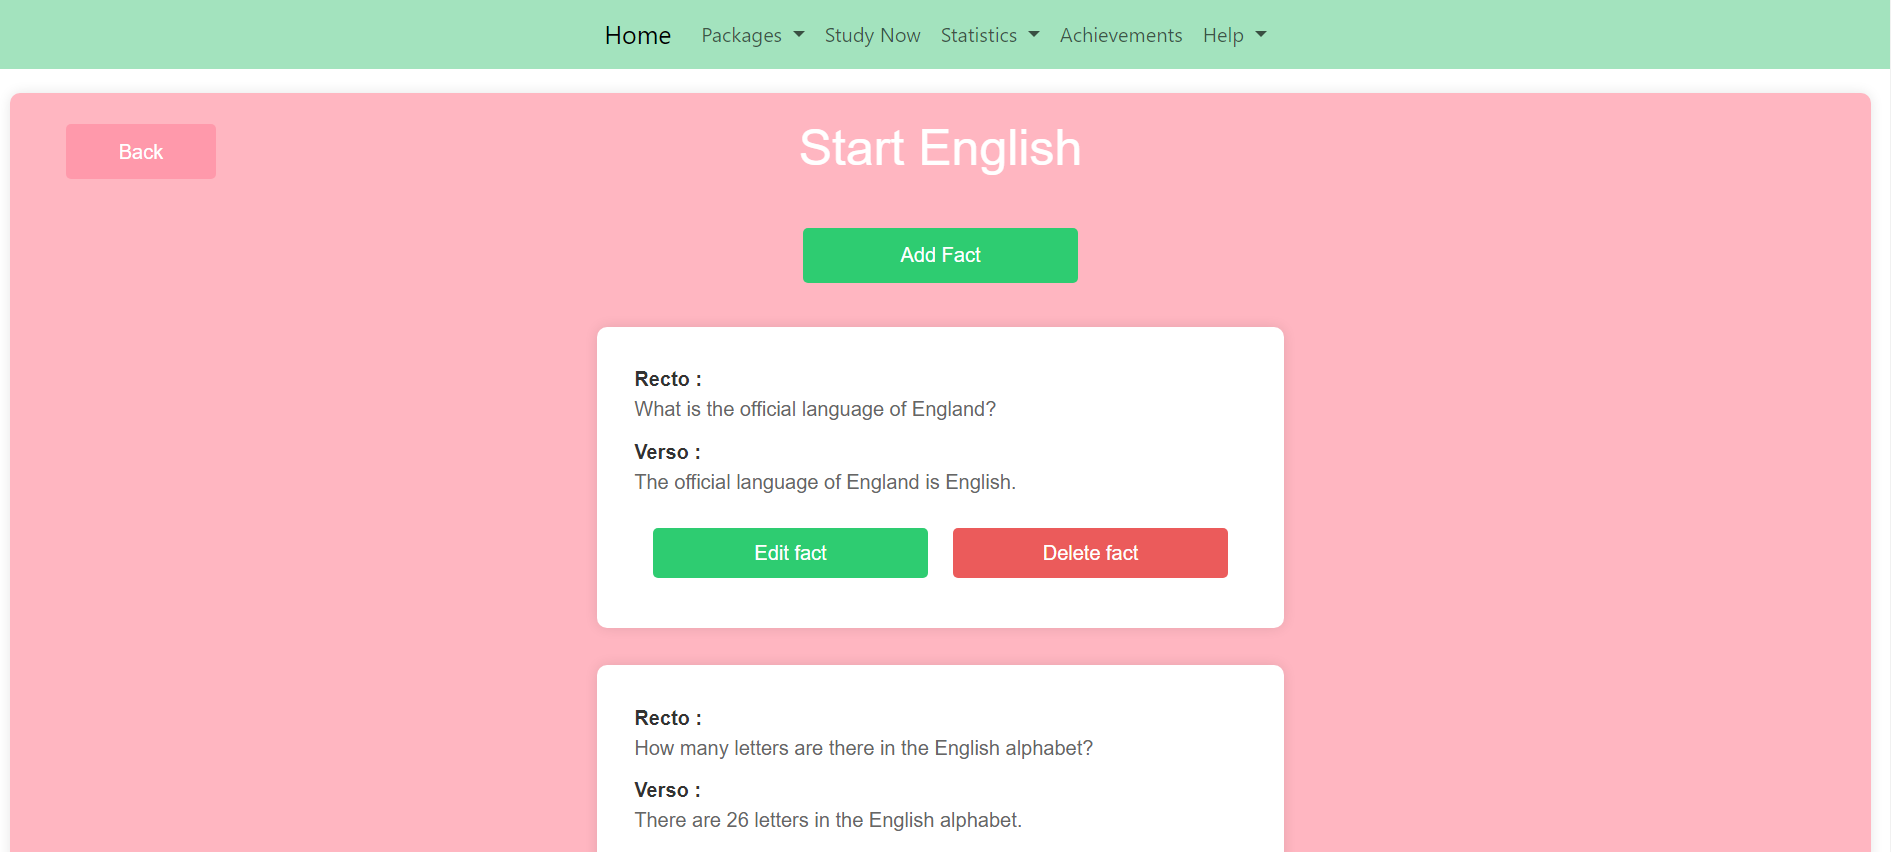 Home Packages Study Now Statistics Achievements Help
Back
Start English
Add Fact
Recto :
What is the official language of England?
Verso :
The official language of England is English.
Edit fact Delete fact
Recto :
How many letters are there in the English alphabet?
Verso :
There are 26 letters in the English alphabet.